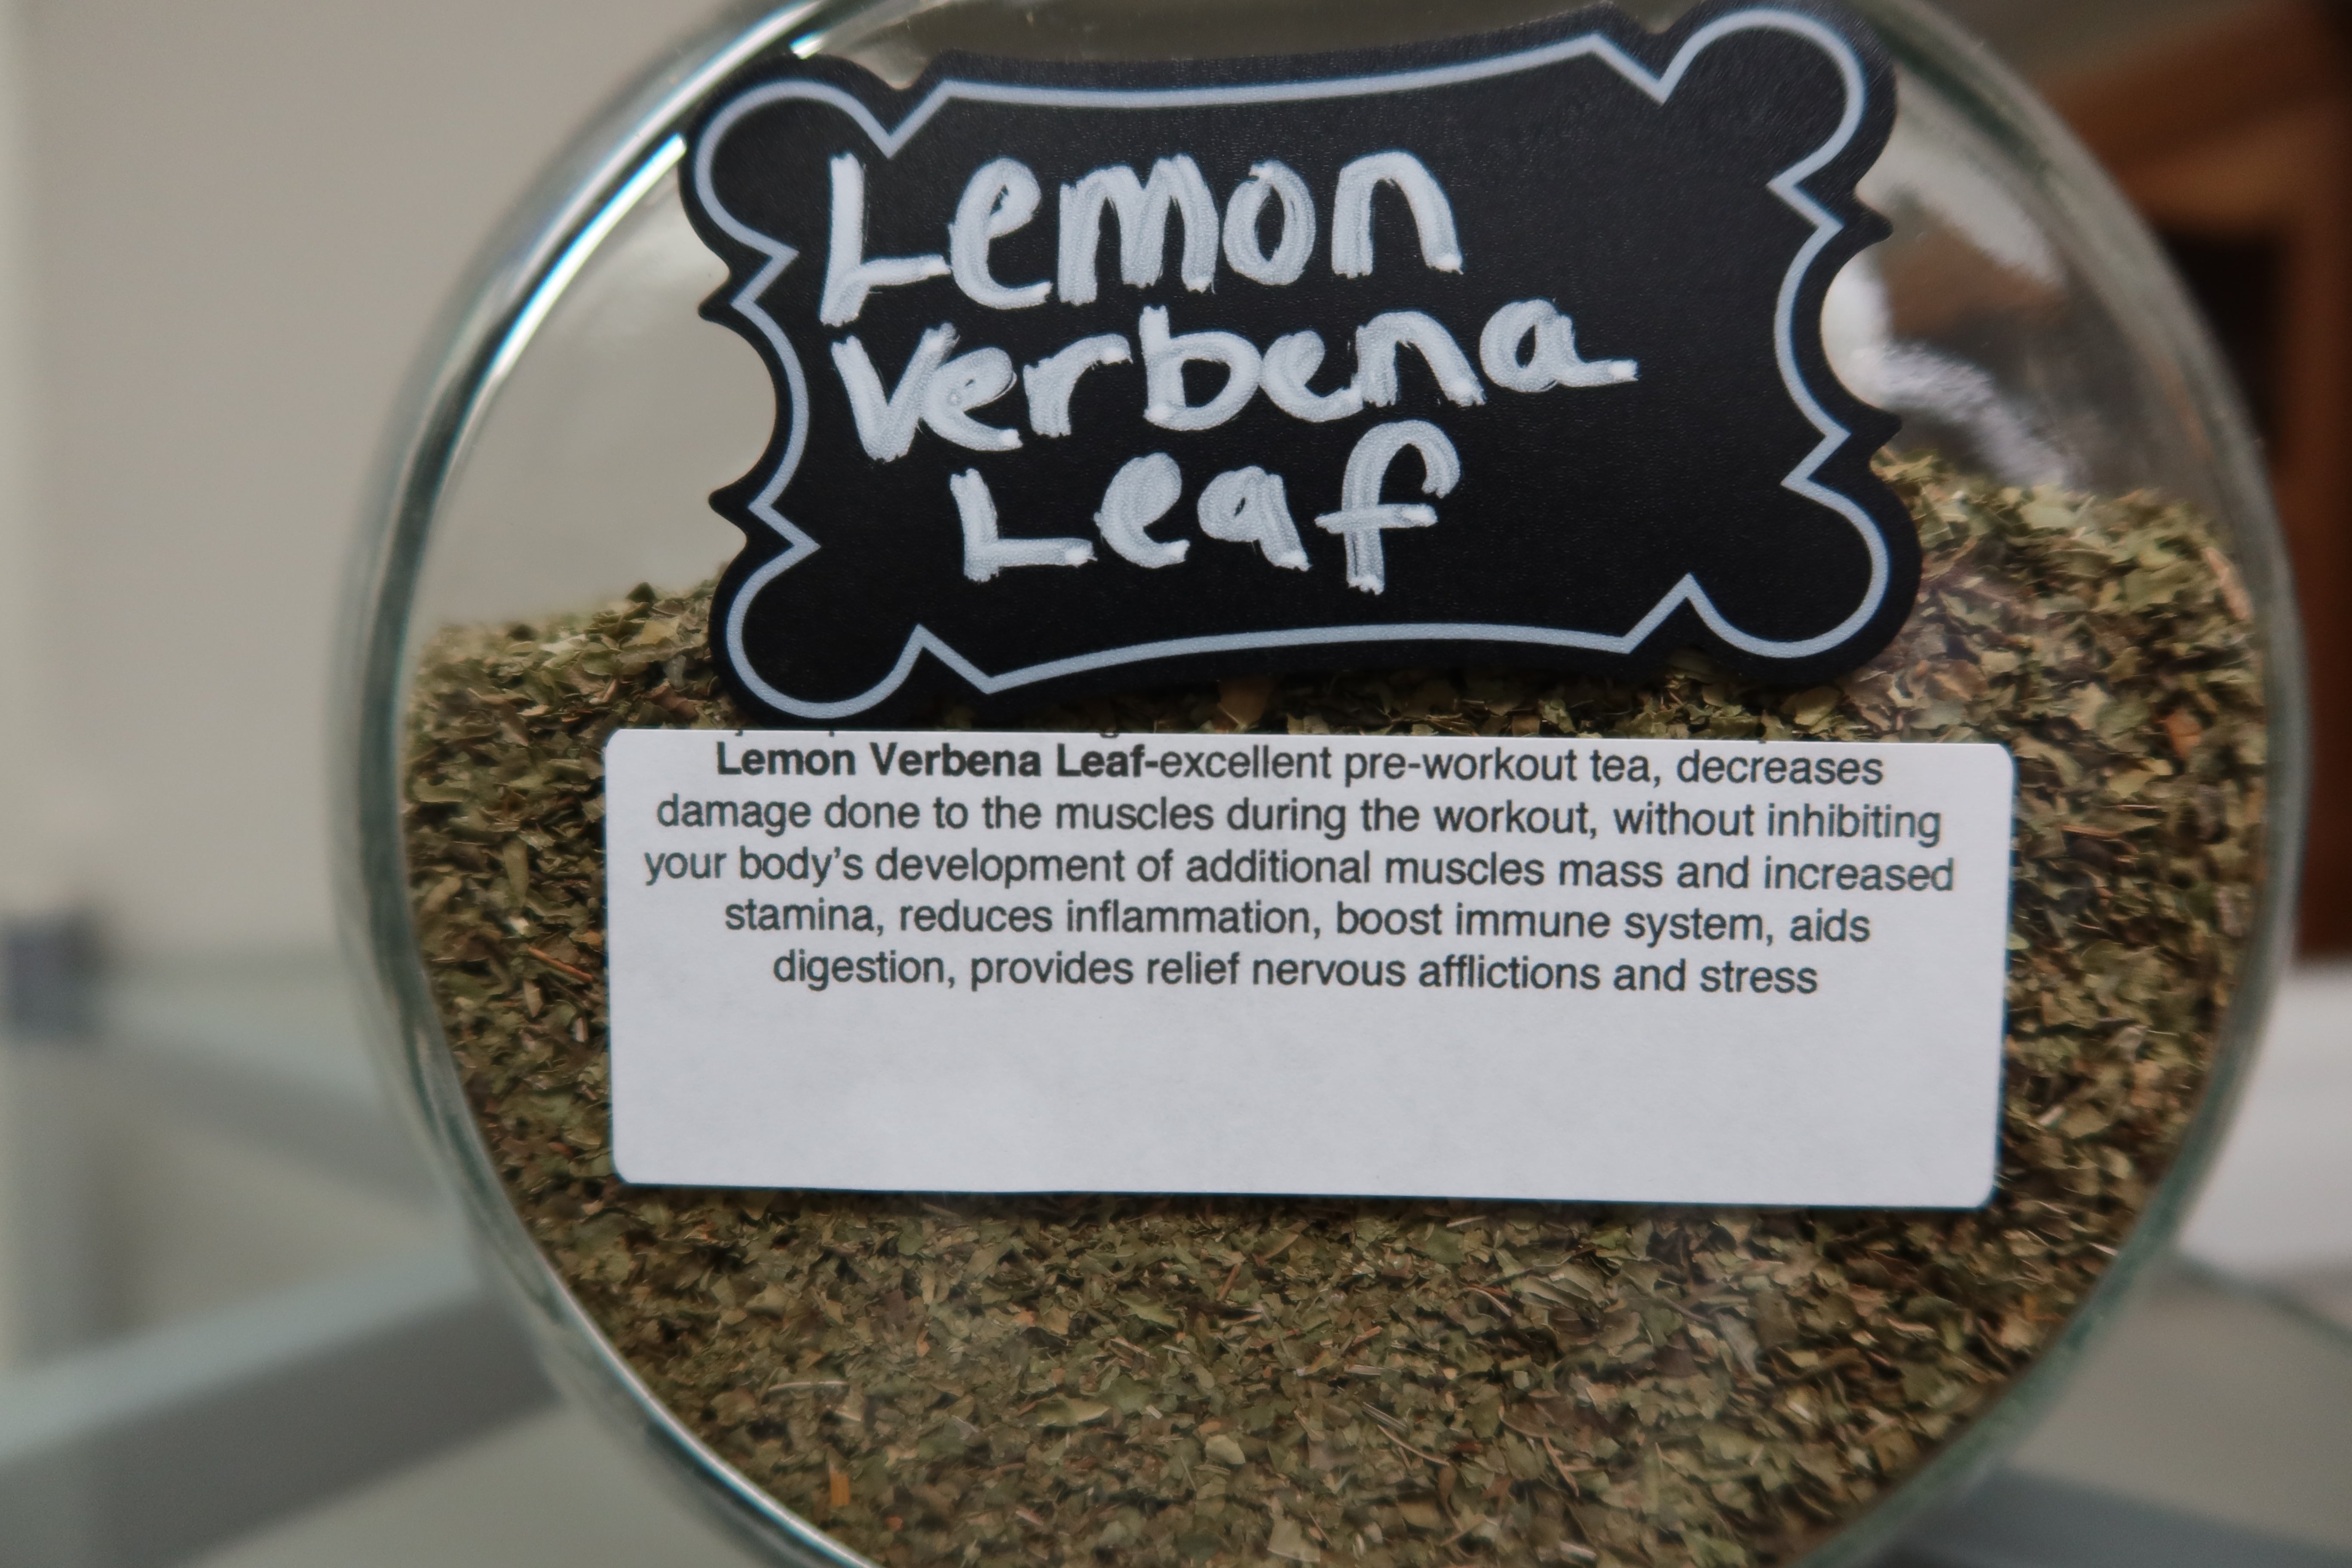 Lemon
Verbena
Leaf
Lemon Verbena Leaf-excellent pre-workout tea, decreases
damage done to the muscles during the workout, without inhibiting
your body’s development of additional muscles mass and increased
stamina, reduces inflammation, boost immune system, aids
digestion, provides relief nervous afflictions and stress